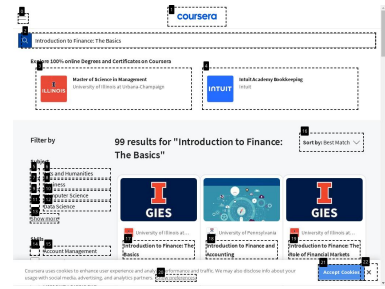 coursera
Introduction to Finance: The Basics
Explore 100% online Degrees and Certificates on Coursera
Master of Science in Management
University of Illinois at Urbana-Champaign
ILLINOIS
Intuit Academy Bookkeeping
Intuit
INTUIT
Filter by
99 results for "Introduction to Finance: The Basics"
Sort by: Best Match
Arts and Humanities
Business
Computer Science
Data Science
Show more
Skills
Account Management
GIES
GIES
University of Illinois at...
University of Pennsylvania
University of Illinois at...
Introduction to Finance: The
Basics
Introduction to Finance and
Accounting
Introduction to Finance: The
Role of Financial Markets
Coursera uses cookies to enhance user experience and analyze performance and traffic. We may also disclose info about your
usage with social media, advertising, and analytics partners.
Accept Cookies